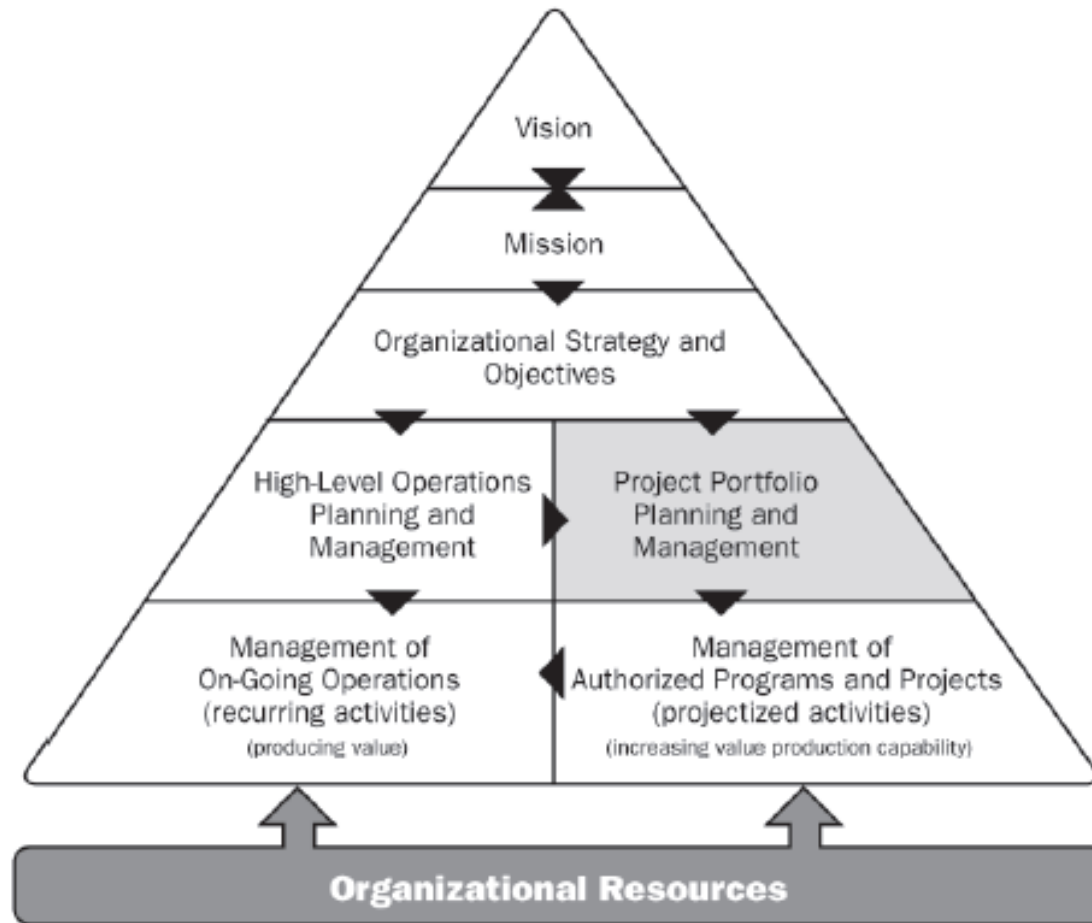 Vision
Mission
Organizational Strategy and
Objectives
High-Level Operations
Planning and
Management
Project Portfolio
Planning and
Management
Management of
On-Going Operations
(recurring activities)
(producing value)
Management of
Authorized Programs and Projects
(projectized activities)
(increasing value production capability)
Organizational Resources